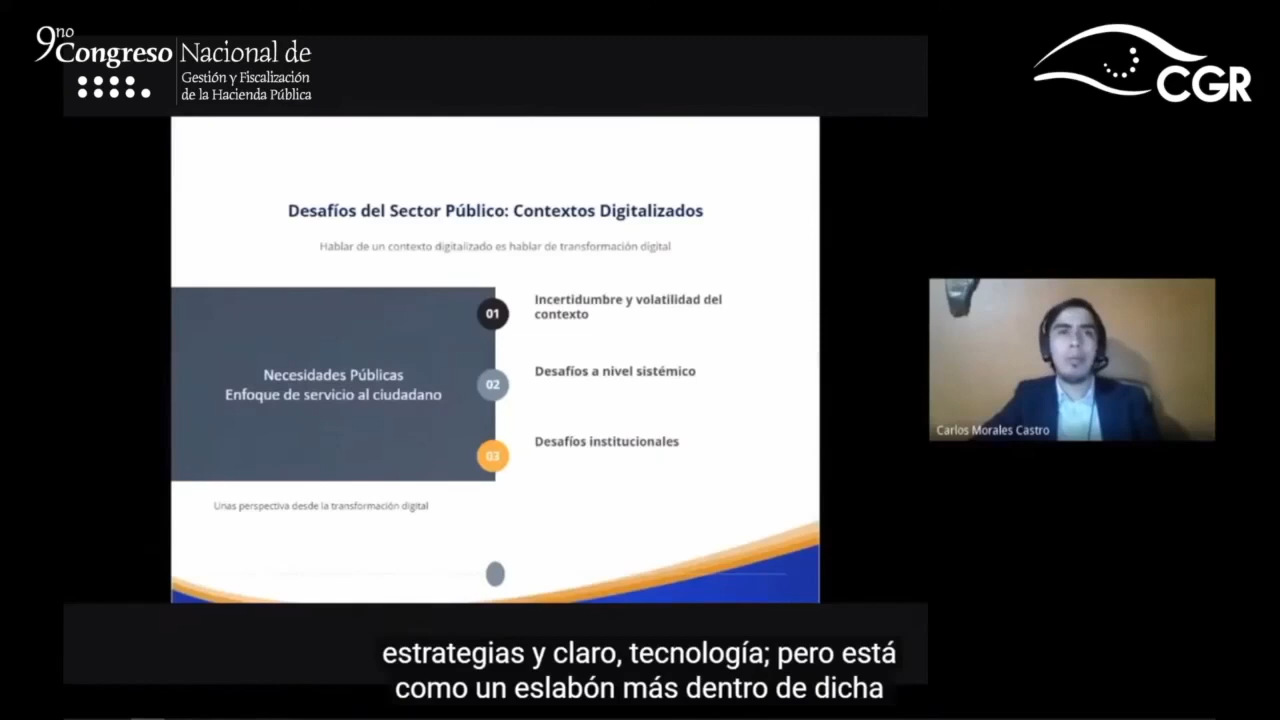 9no
Congreso
Nacional de
Gestión y Fiscalización
de la Hacienda Pública
CGR
Desafíos del Sector Público: Contextos Digitalizados
Hablar de un contexto digitalizado es hablar de transformación digital
Necesidades Públicas
Enfoque de servicio al ciudadano
01
Incertidumbre y volatilidad del
contexto
02
Desafíos a nivel sistémico
03
Desafíos institucionales
Unas perspectiva desde la transformación digital
Carlos Morales Castro
estrategias y claro, tecnología; pero está
como un eslabón más dentro de dicha